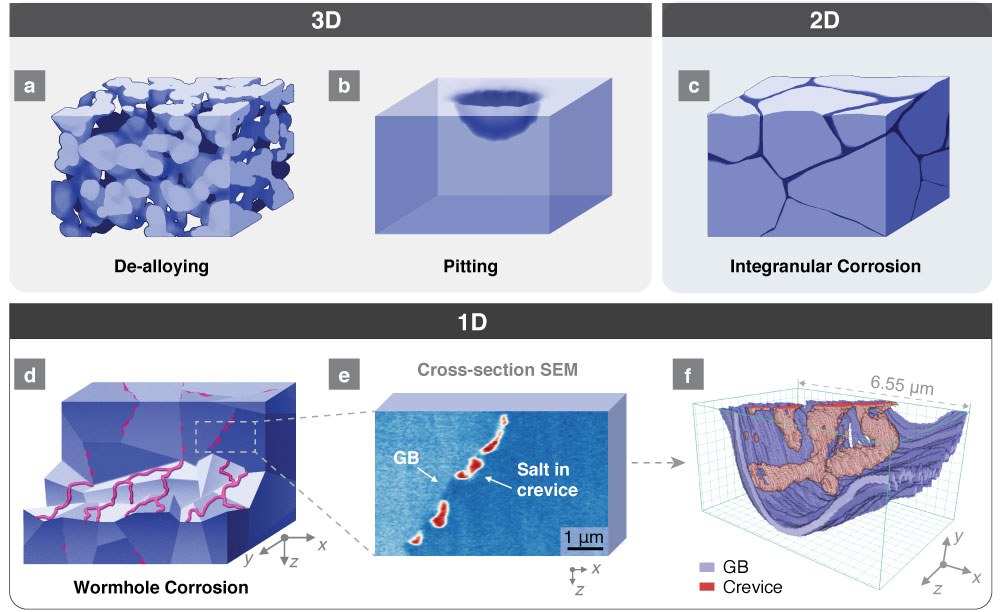 3D
2D
a
b
c
De-alloying
Pitting
Integranular Corrosion
1D
d
e
Cross-section SEM
f
6.55 µm
GB
Salt in
crevice
1 µm
y
x
z
x
z
y
x
z
GB
Crevice
Wormhole Corrosion